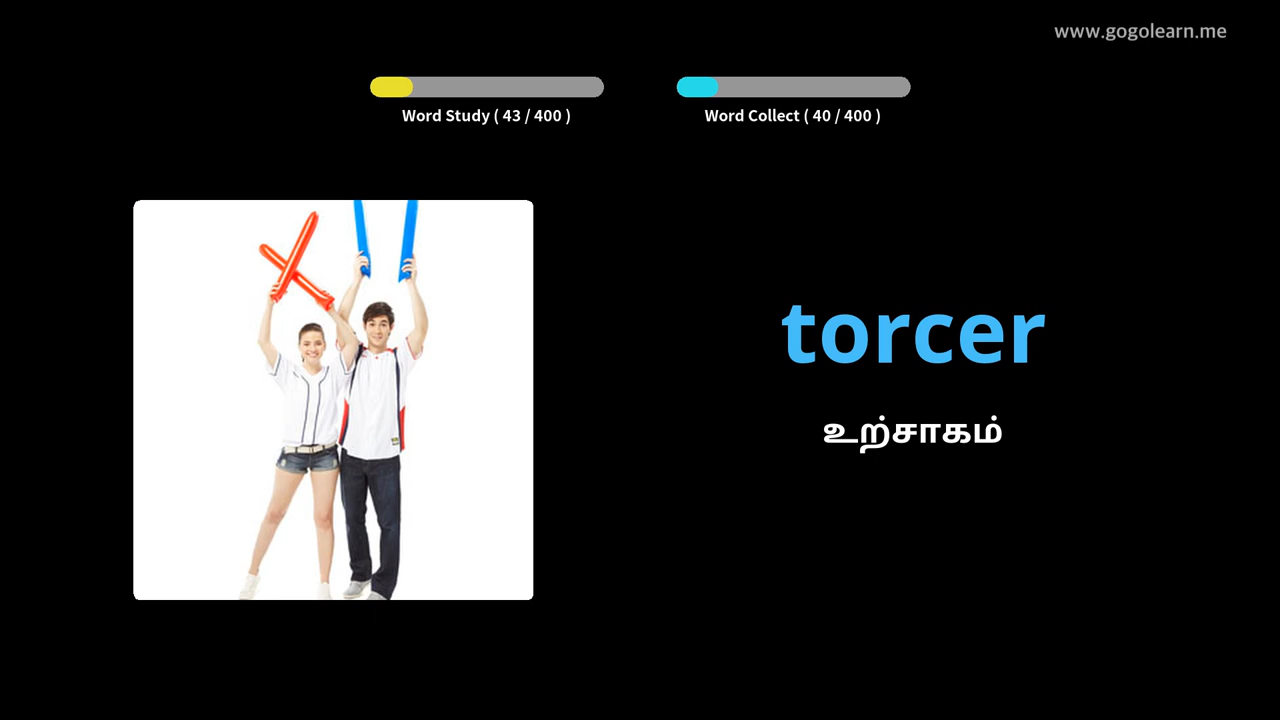 www.gogolearn.me
Word Study ( 43 / 400 )
Word Collect ( 40 / 400 )
torcer
உற்சாகம்